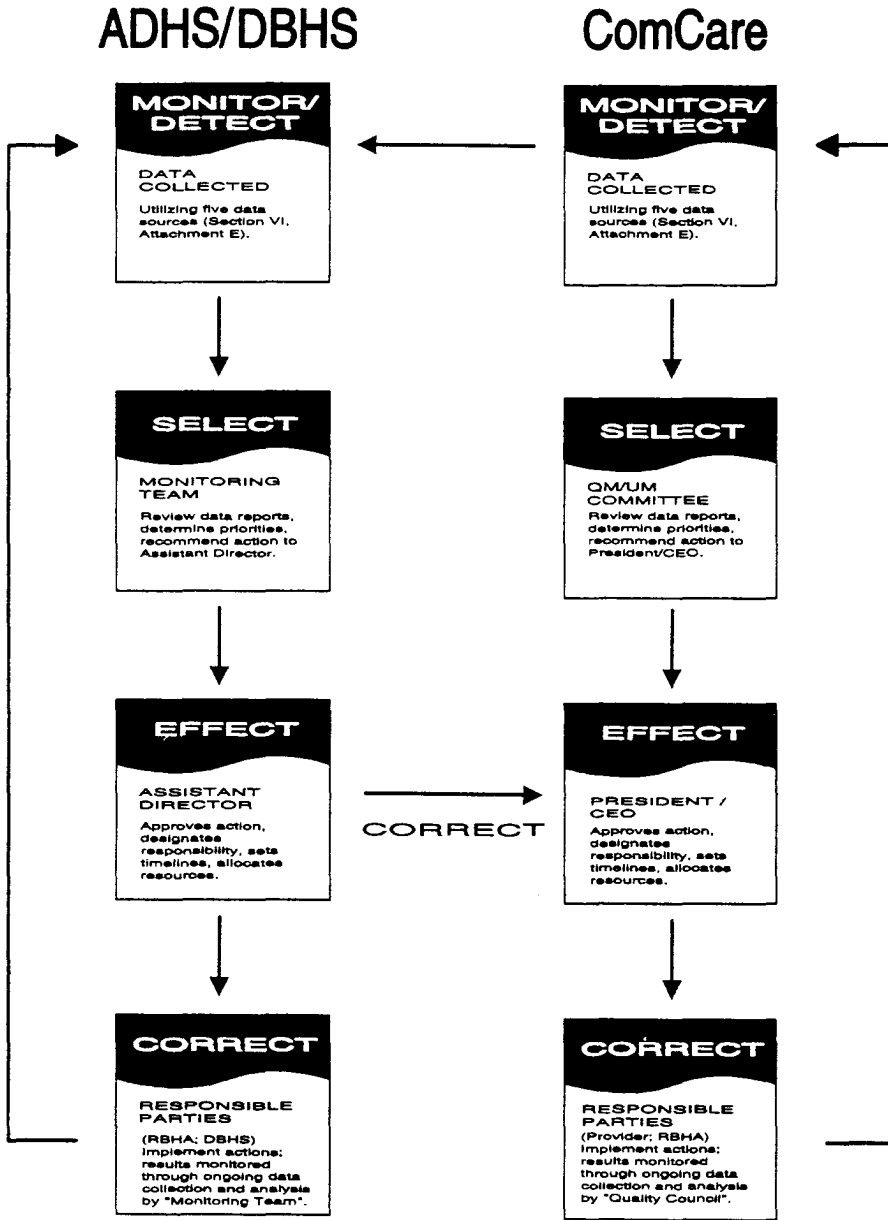 ADHS/DBHS
MONITOR/
DETECT
DATA
COLLECTED
Utilizing five data
sources (Section VI,
Attachment E).
SELECT
MONITORING
TEAM
Review data reports,
determine priorities,
recommend action to
Assistant Director.
EFFECT
ASSISTANT
DIRECTOR
Approves action,
designates
responsibility, sets
timelines, allocates
resources.
CORRECT
CORRECT
RESPONSIBLE
PARTIES
(RBHA; DBHS)
Implement actions;
results monitored
through ongoing data
collection and analysis
by "Monitoring Team".
ComCare
MONITOR/
DETECT
DATA
COLLECTED
Utilizing five data
sources (Section VI,
Attachment E).
SELECT
QM/UM
COMMITTEE
Review data reports,
determine priorities,
recommend action to
President/CEO.
EFFECT
PRESIDENT /
CEO
Approves action,
designates
responsibility, sets
timelines, allocates
resources.
CORRECT
RESPONSIBLE
PARTIES
(Provider; RBHA)
Implement actions;
results monitored
through ongoing data
collection and analysis
by "Quality Council".